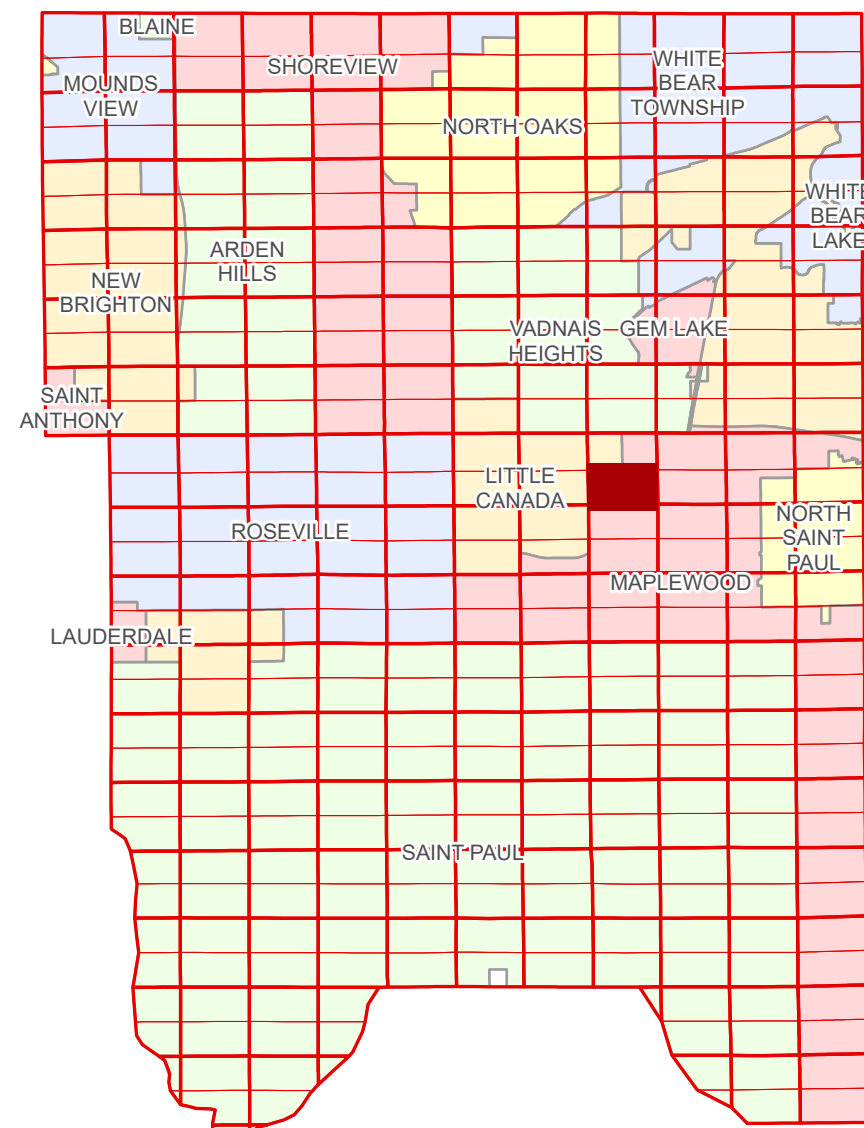 BLAINE
SHOREVIEW
WHITE
BEAR
TOWNSHIP
MOUNDS
VIEW
NORTH OAKS
WHITE
BEAR
LAKE
ARDEN
HILLS
NEW
BRIGHTON
VADNAIS
HEIGHTS
GEM LAKE
SAINT
ANTHONY
LITTLE
CANADA
NORTH
SAINT
PAUL
ROSEVILLE
MAPLEWOOD
LAUDERDALE
SAINT PAUL